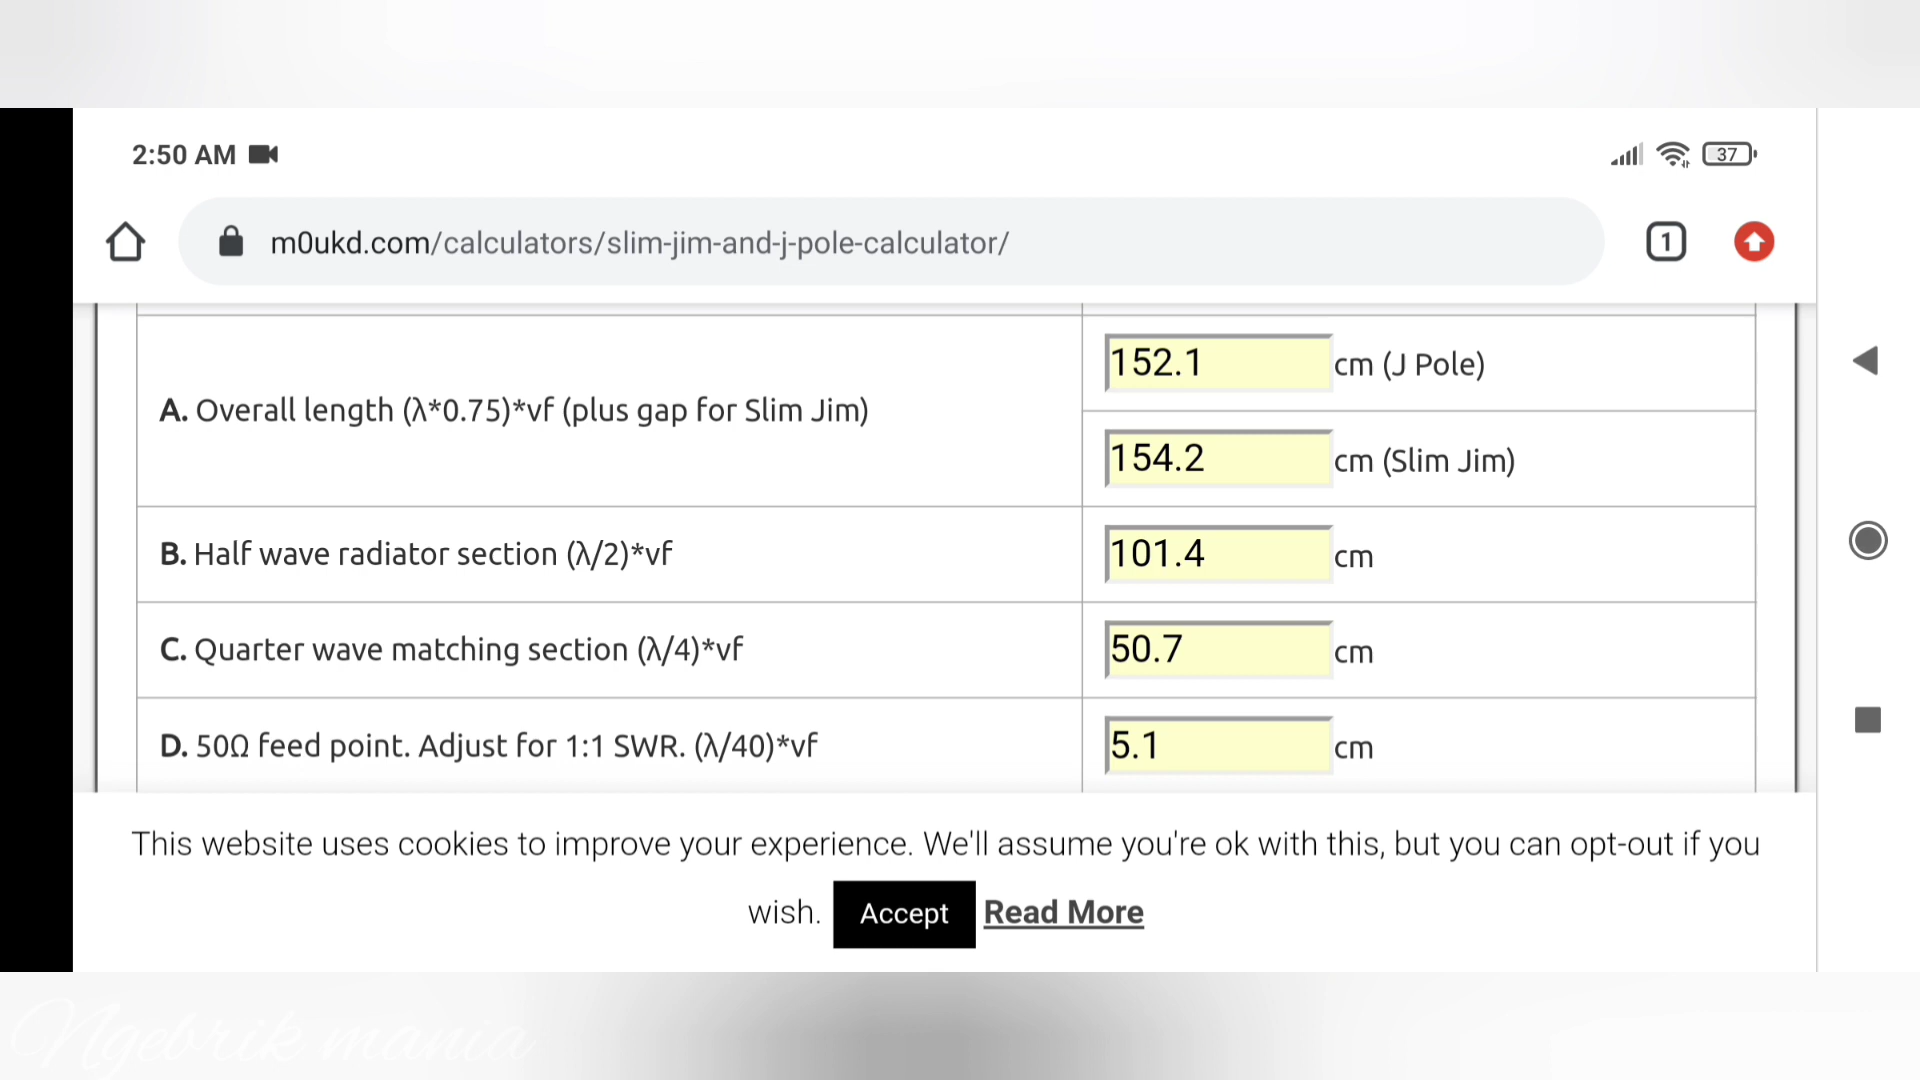 2:50 AM
37
m0ukd.com/calculators/slim-jim-and-j-pole-calculator/
1
A. Overall length (λ*0.75)*vf (plus gap for Slim Jim)
152.1 cm (J Pole)
154.2 cm (Slim Jim)
B. Half wave radiator section (λ/2)*vf
101.4 cm
C. Quarter wave matching section (λ/4)*vf
50.7 cm
D. 50Ω feed point. Adjust for 1:1 SWR. (λ/40)*vf
5.1 cm
This website uses cookies to improve your experience. We'll assume you're ok with this, but you can opt-out if you
wish. Accept Read More
Ngebrik mania